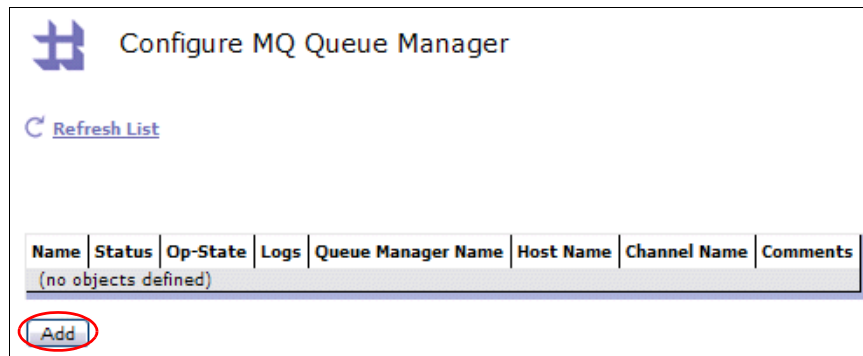 Configure MQ Queue Manager
Refresh List
Name Status Op-State Logs Queue Manager Name Host Name Channel Name Comments
(no objects defined)
Add